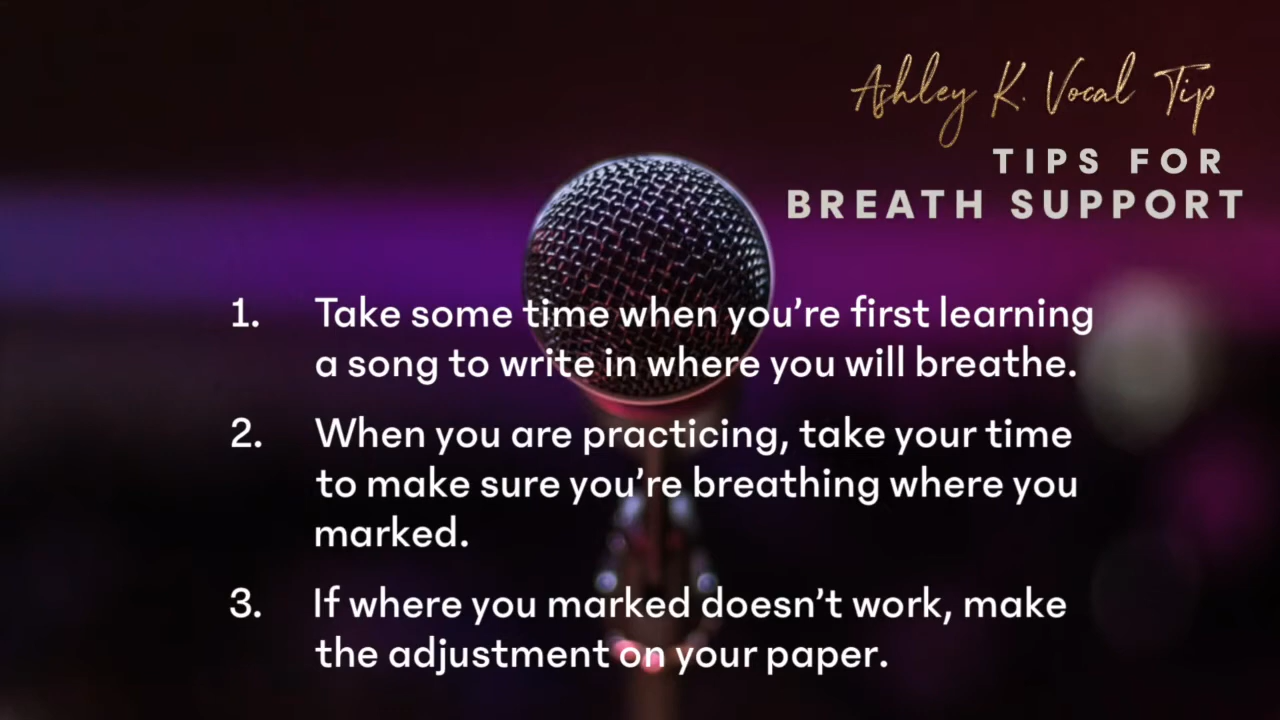 Ashley K. Vocal Tip
TIPS FOR
BREATH SUPPORT
1. Take some time when you're first learning
a song to write in where you will breathe.
2. When you are practicing, take your time
to make sure you're breathing where you
marked.
3. If where you marked doesn't work, make
the adjustment on your paper.